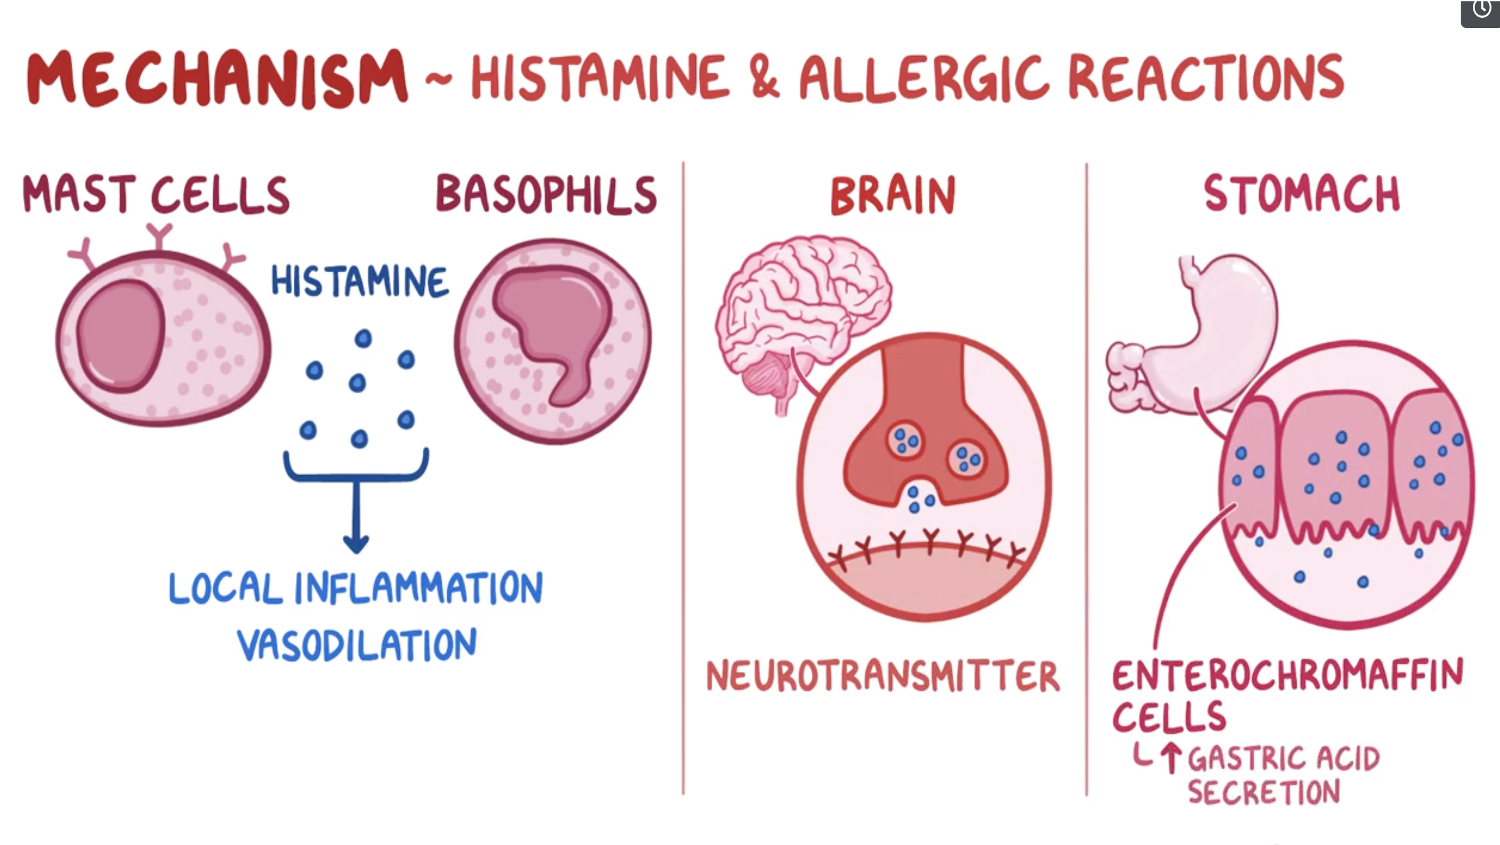 MECHANISM ~ HISTAMINE & ALLERGIC REACTIONS
MAST CELLS
BASOPHILS
HISTAMINE
LOCAL INFLAMMATION
VASODILATION
BRAIN
NEUROTRANSMITTER
STOMACH
ENTEROCHROMAFFIN
CELLS
↑ GASTRIC ACID
SECRETION